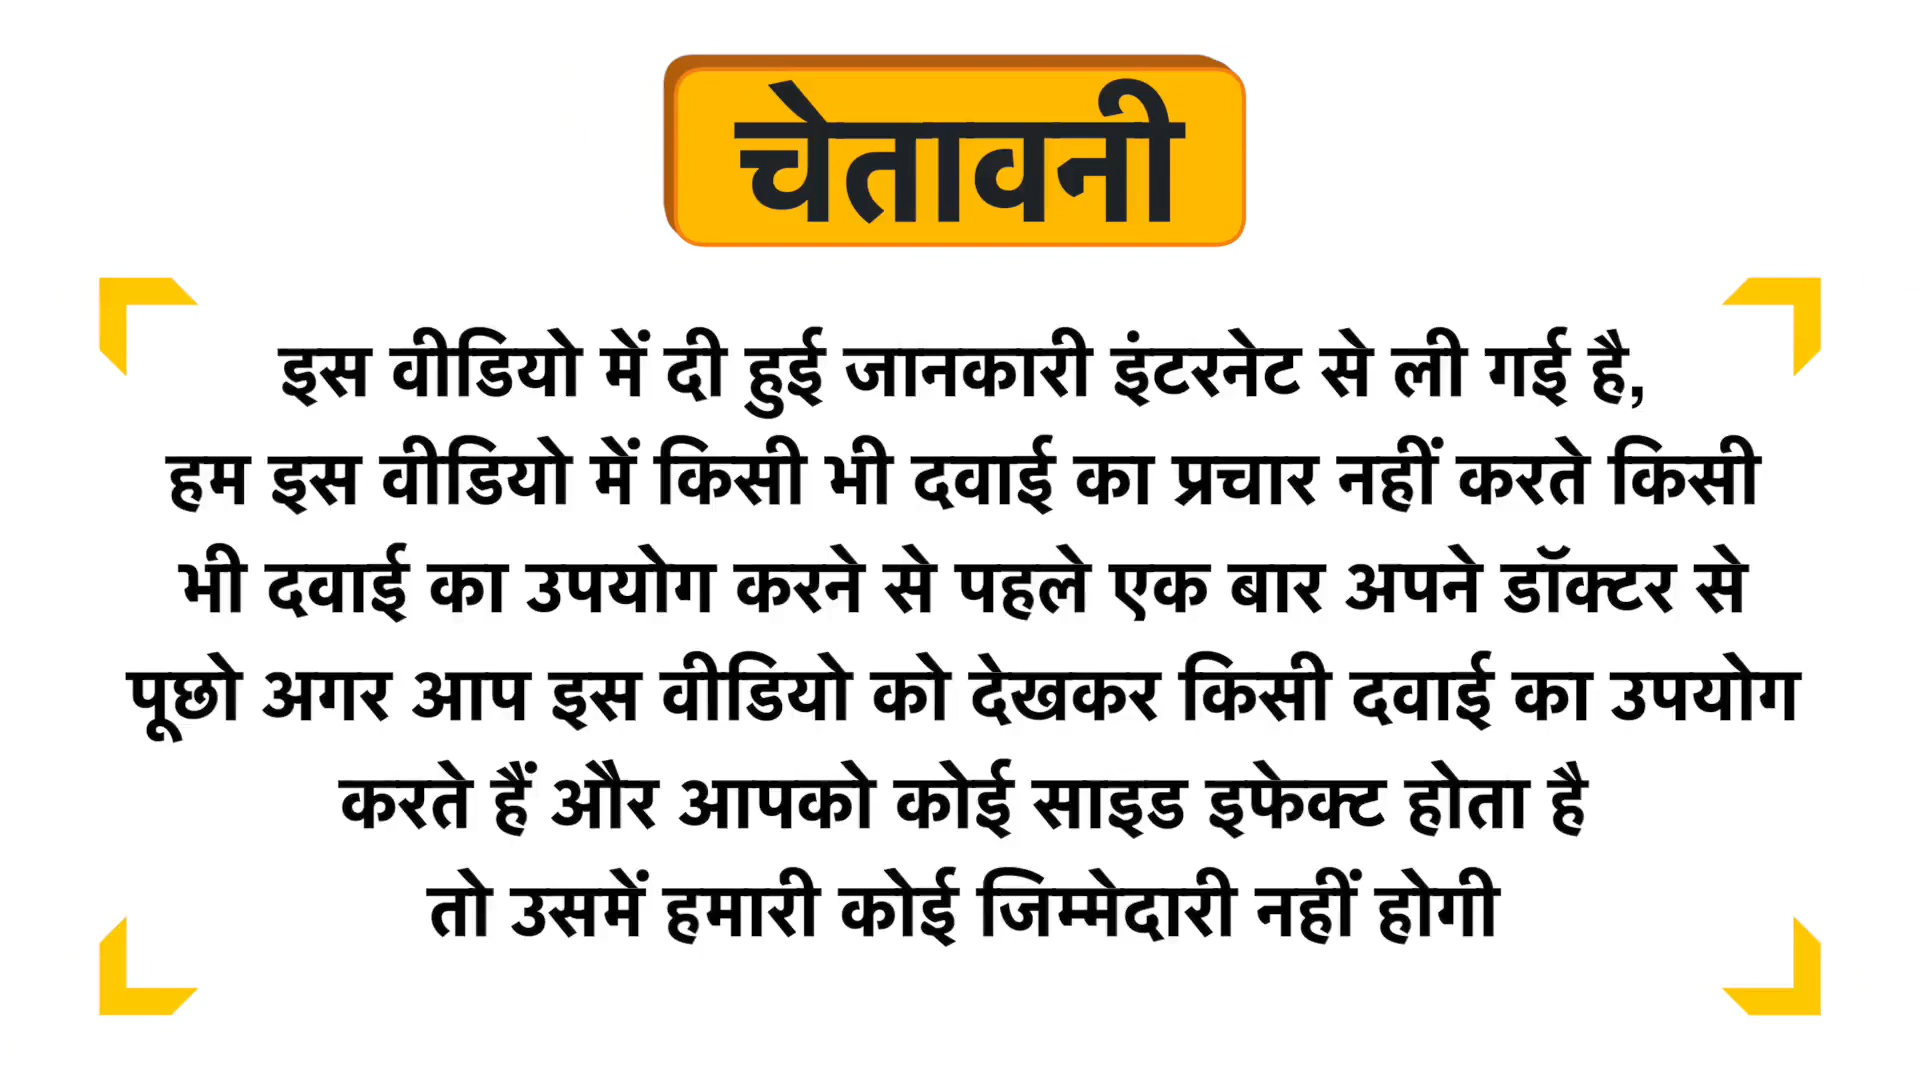 चेतावनी
इस वीडियो में दी हुई जानकारी इंटरनेट से ली गई है,
हम इस वीडियो में किसी भी दवाई का प्रचार नहीं करते किसी
भी दवाई का उपयोग करने से पहले एक बार अपने डॉक्टर से
पूछो अगर आप इस वीडियो को देखकर किसी दवाई का उपयोग
करते हैं और आपको कोई साइड इफेक्ट होता है
तो उसमें हमारी कोई जिम्मेदारी नहीं होगी